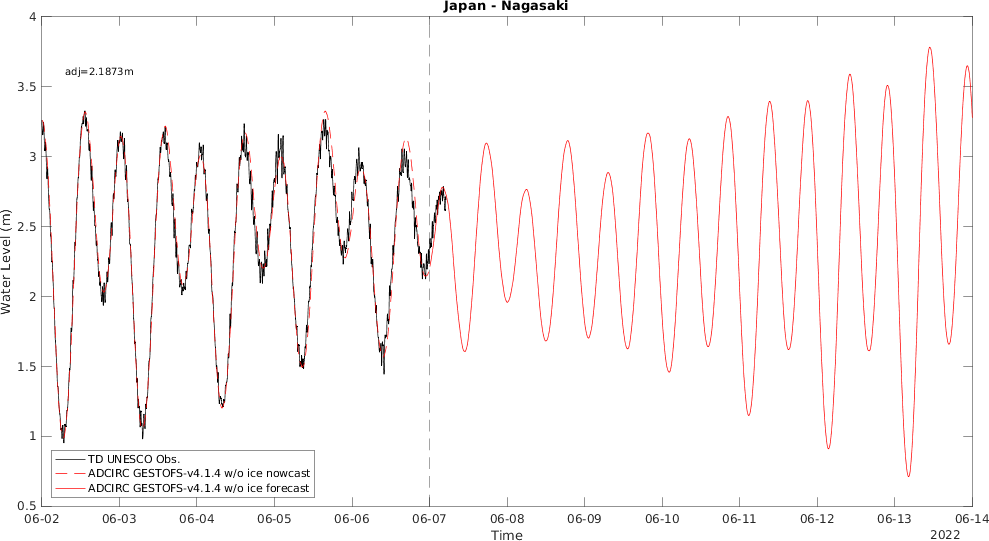 Japan - Nagasaki
4
3.5
3
2.5
2
1.5
1
0.5
Water Level (m)
adj=2.1873m
TD UNESCO Obs.
ADCIRC GESTOFS-v4.1.4 w/o ice nowcast
ADCIRC GESTOFS-v4.1.4 w/o ice forecast
06-02 06-03 06-04 06-05 06-06 06-07 06-08 06-09 06-10 06-11 06-12 06-13 06-14
Time
2022